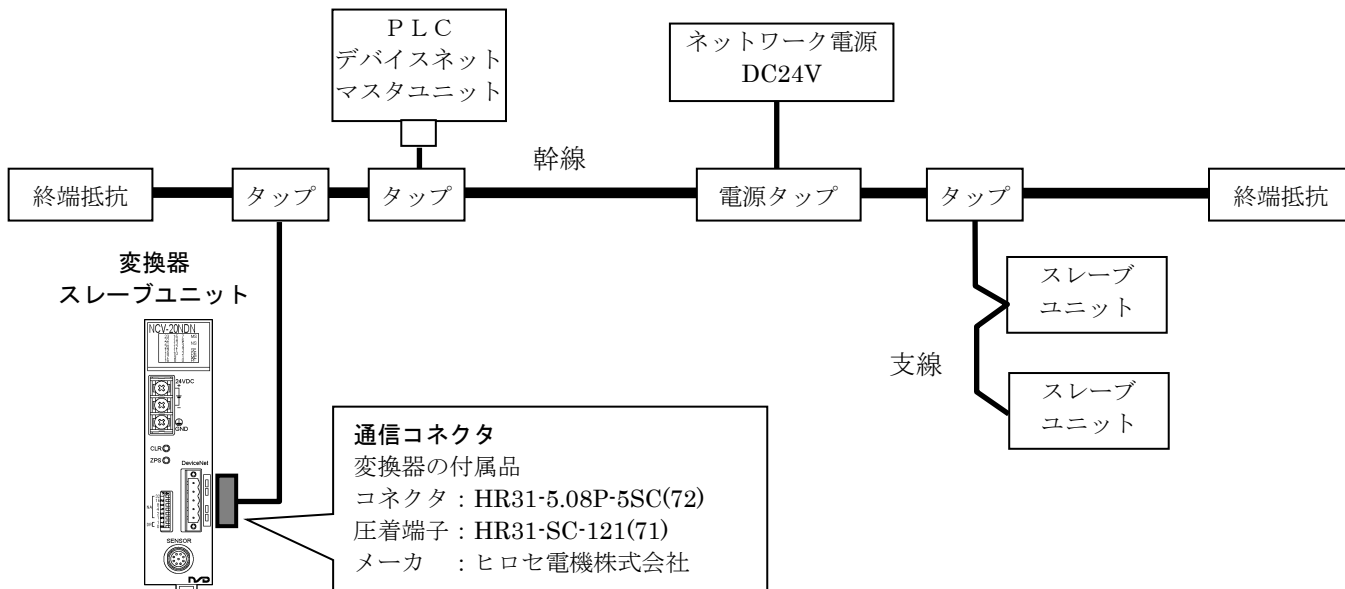 ＰＬＣ
デバイスネット
マスタユニット
ネットワーク電源
DC24V
幹線
終端抵抗
タップ
タップ
電源タップ
タップ
終端抵抗
変換器
スレーブユニット
スレーブ
ユニット
支線
スレーブ
ユニット
NCV-20NDN
24VDC
GND
CLR
ZPS
DeviceNet
SENSOR
NSD
通信コネクタ
変換器の付属品
コネクタ：HR31-5.08P-5SC(72)
圧着端子：HR31-SC-121(71)
メーカ　：ヒロセ電機株式会社